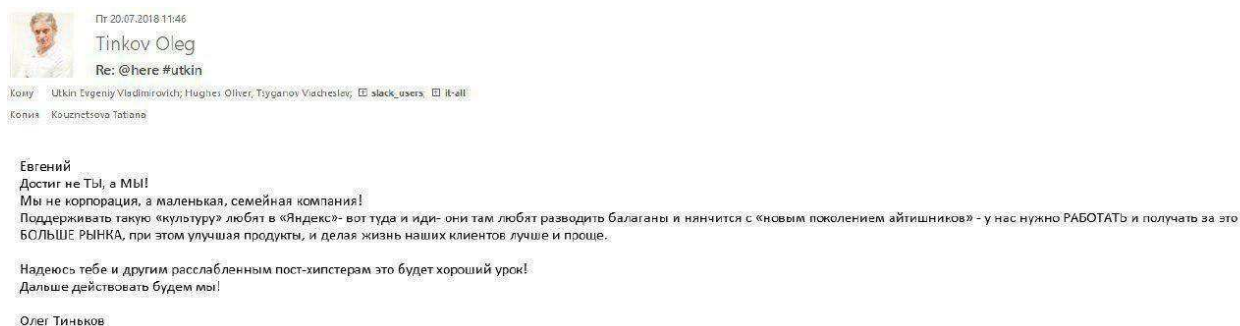 Пт 20.07.2018 11:46
Tinkov Oleg
Re: @here #utkin
Кому Utkin Evgeniy Vladimirovich; Hughes Oliver; Tsyganov Viacheslav; slack_users; it-all
Копия Kouznetsova Tatiana
Евгений
Достиг не ТЫ, а МЫ!
Мы не корпорация, а маленькая, семейная компания!
Поддерживать такую «культуру» любят в «Яндекс»- вот туда и иди- они там любят разводить балаганы и нянчится с «новым поколением айтишников» - у нас нужно РАБОТАТЬ и получать за это
БОЛЬШЕ РЫНКА, при этом улучшая продукты, и делая жизнь наших клиентов лучше и проще.
Надеюсь тебе и другим расслабленным пост-хипстерам это будет хороший урок!
Дальше действовать будем мы!
Олег Тиньков